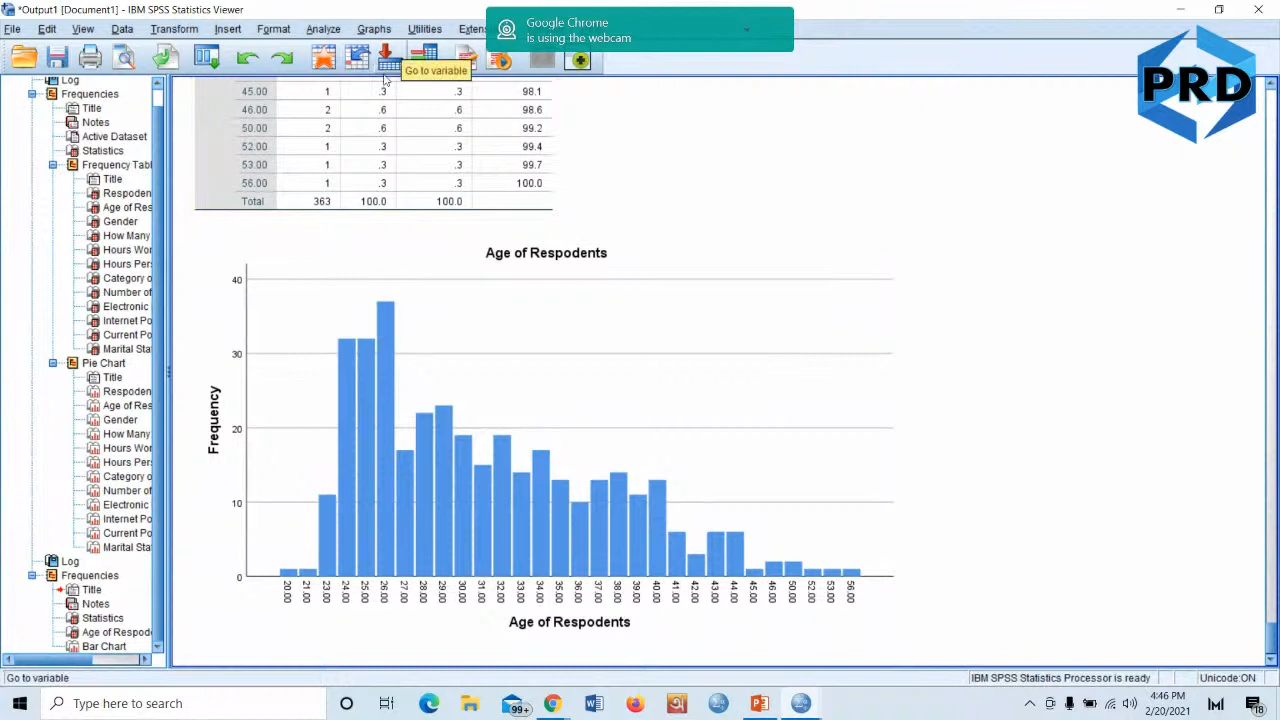 *Output1 [Document1] - IBM SPSS Statistics Viewer
Google Chrome
is using the webcam
File Edit View Data Transform Insert Format Analyze Graphs Utilities
Go to variable
PRD
Log
Frequencies
Title
Notes
Active Dataset
Statistics
Frequency Tabl
Title
Responden
Age of Res
Gender
How Many
Hours Wor
Hours Pers
Category o
Number of
Electronic
Internet Po
Current Po
Marital Sta
Pie Chart
Title
Responden
Age of Res
Gender
How Many
Hours Wor
Hours Pers
Category o
Number of
Electronic
Internet Po
Current Po
Marital Sta
Log
Frequencies
Title
Notes
Statistics
Age of Respod
Bar Chart
45.00 1 .3 .3 98.1
46.00 2 .6 .6 98.6
50.00 2 .6 .6 99.2
52.00 1 .3 .3 99.4
53.00 1 .3 .3 99.7
56.00 1 .3 .3 100.0
Total 363 100.0 100.0
Age of Respodents
Frequency
40
30
20
10
0
20.00 21.00 23.00 24.00 25.00 26.00 27.00 28.00 29.00 30.00 31.00 32.00 33.00 34.00 35.00 36.00 37.00 38.00 39.00 40.00 41.00 42.00 43.00 44.00 45.00 46.00 50.00 52.00 53.00 56.00
Age of Respodents
Go to variable
IBM SPSS Statistics Processor is ready
Unicode:ON
Type here to search
99+
4:46 PM
2/20/2021
18